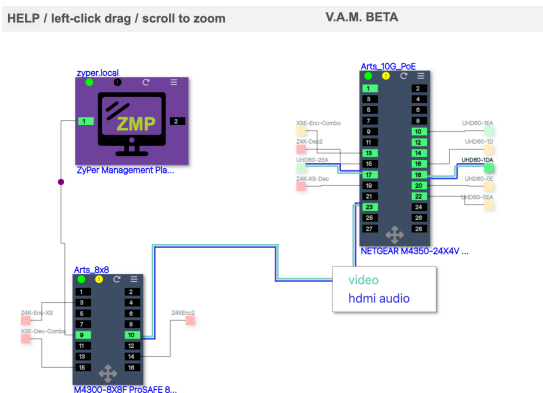 HELP / left-click drag / scroll to zoom
V.A.M. BETA
zyper.local
ZMP
1
2
ZyPer Management Pla...
Arts_10G_PoE
1 2
3 4
5 6
7 8
9 10
11 12
13 14
15 16
17 18
19 20
21 22
23 24
25 26
27 28
XSE-Enc-Combo
Z4K-Dec2
UHD60-2EA
Z4K-XS-Dec
UHD60-1EA
UHD60-1D
UHD60-1DA
UHD60-0E
UHD60-0EA
NETGEAR M4350-24X4V ...
video
hdmi audio
Arts_8x8
1 2
3 4
5 6
7 8
9 10
11 12
13 14
15 16
Z4K-Enc-XS
XSE-Dec-Combo
Z4KEnc2
M4300-8X8F ProSAFE 8...